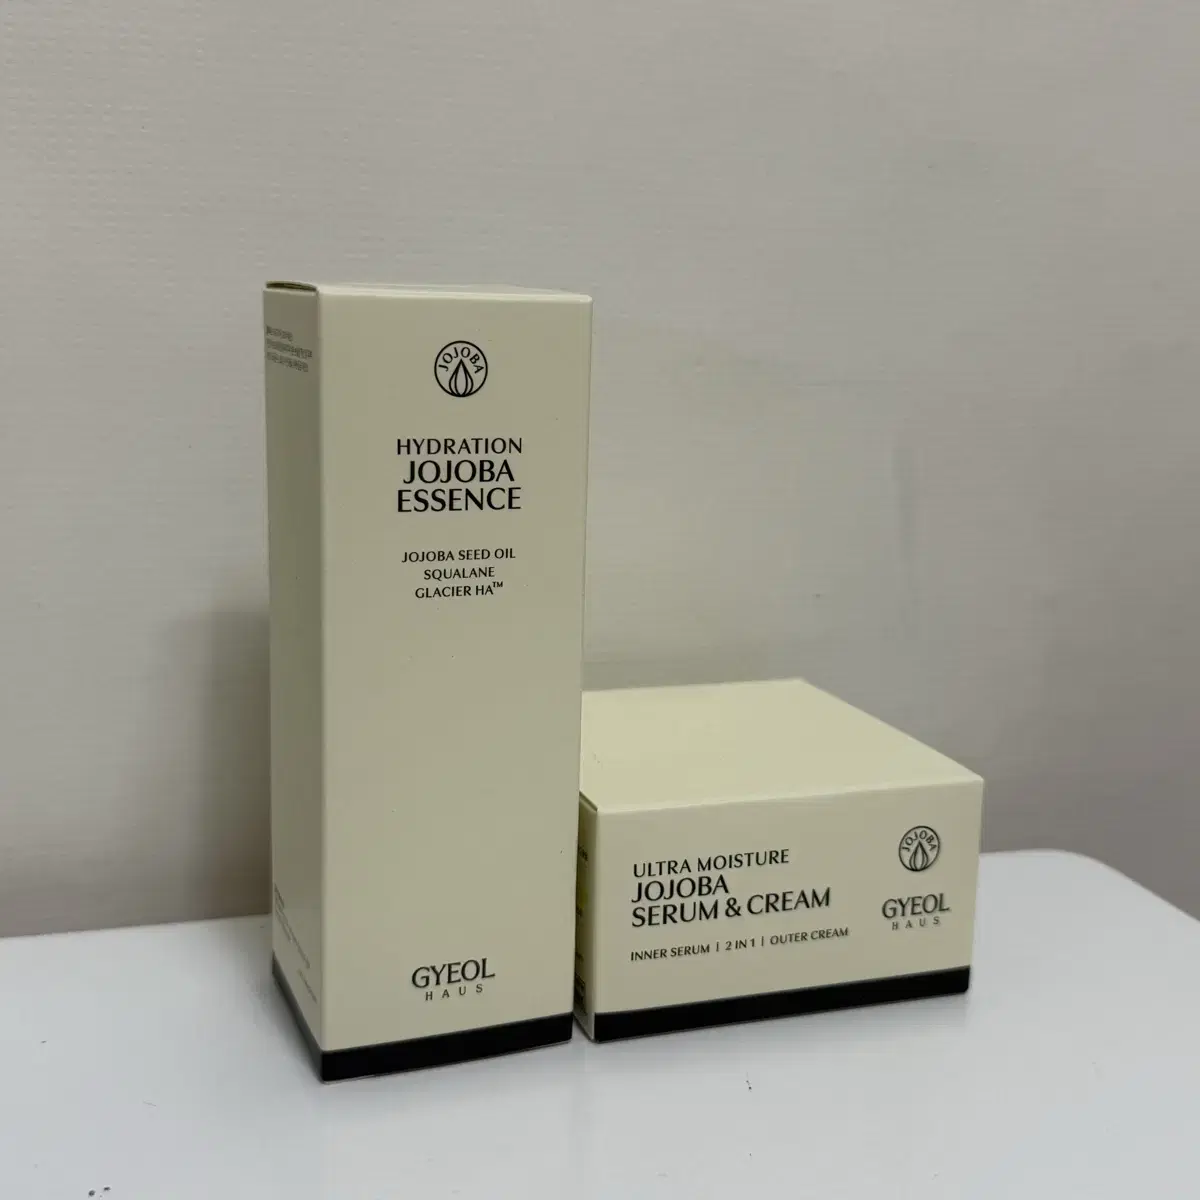 JOJOBA
HYDRATION
JOJOBA
ESSENCE
JOJOBA SEED OIL
SQUALANE
GLACIER HA™
GYEOL
HAUS
JOJOBA
ULTRA MOISTURE
JOJOBA
SERUM & CREAM
INNER SERUM | 2 IN 1 | OUTER CREAM
GYEOL
HAUS